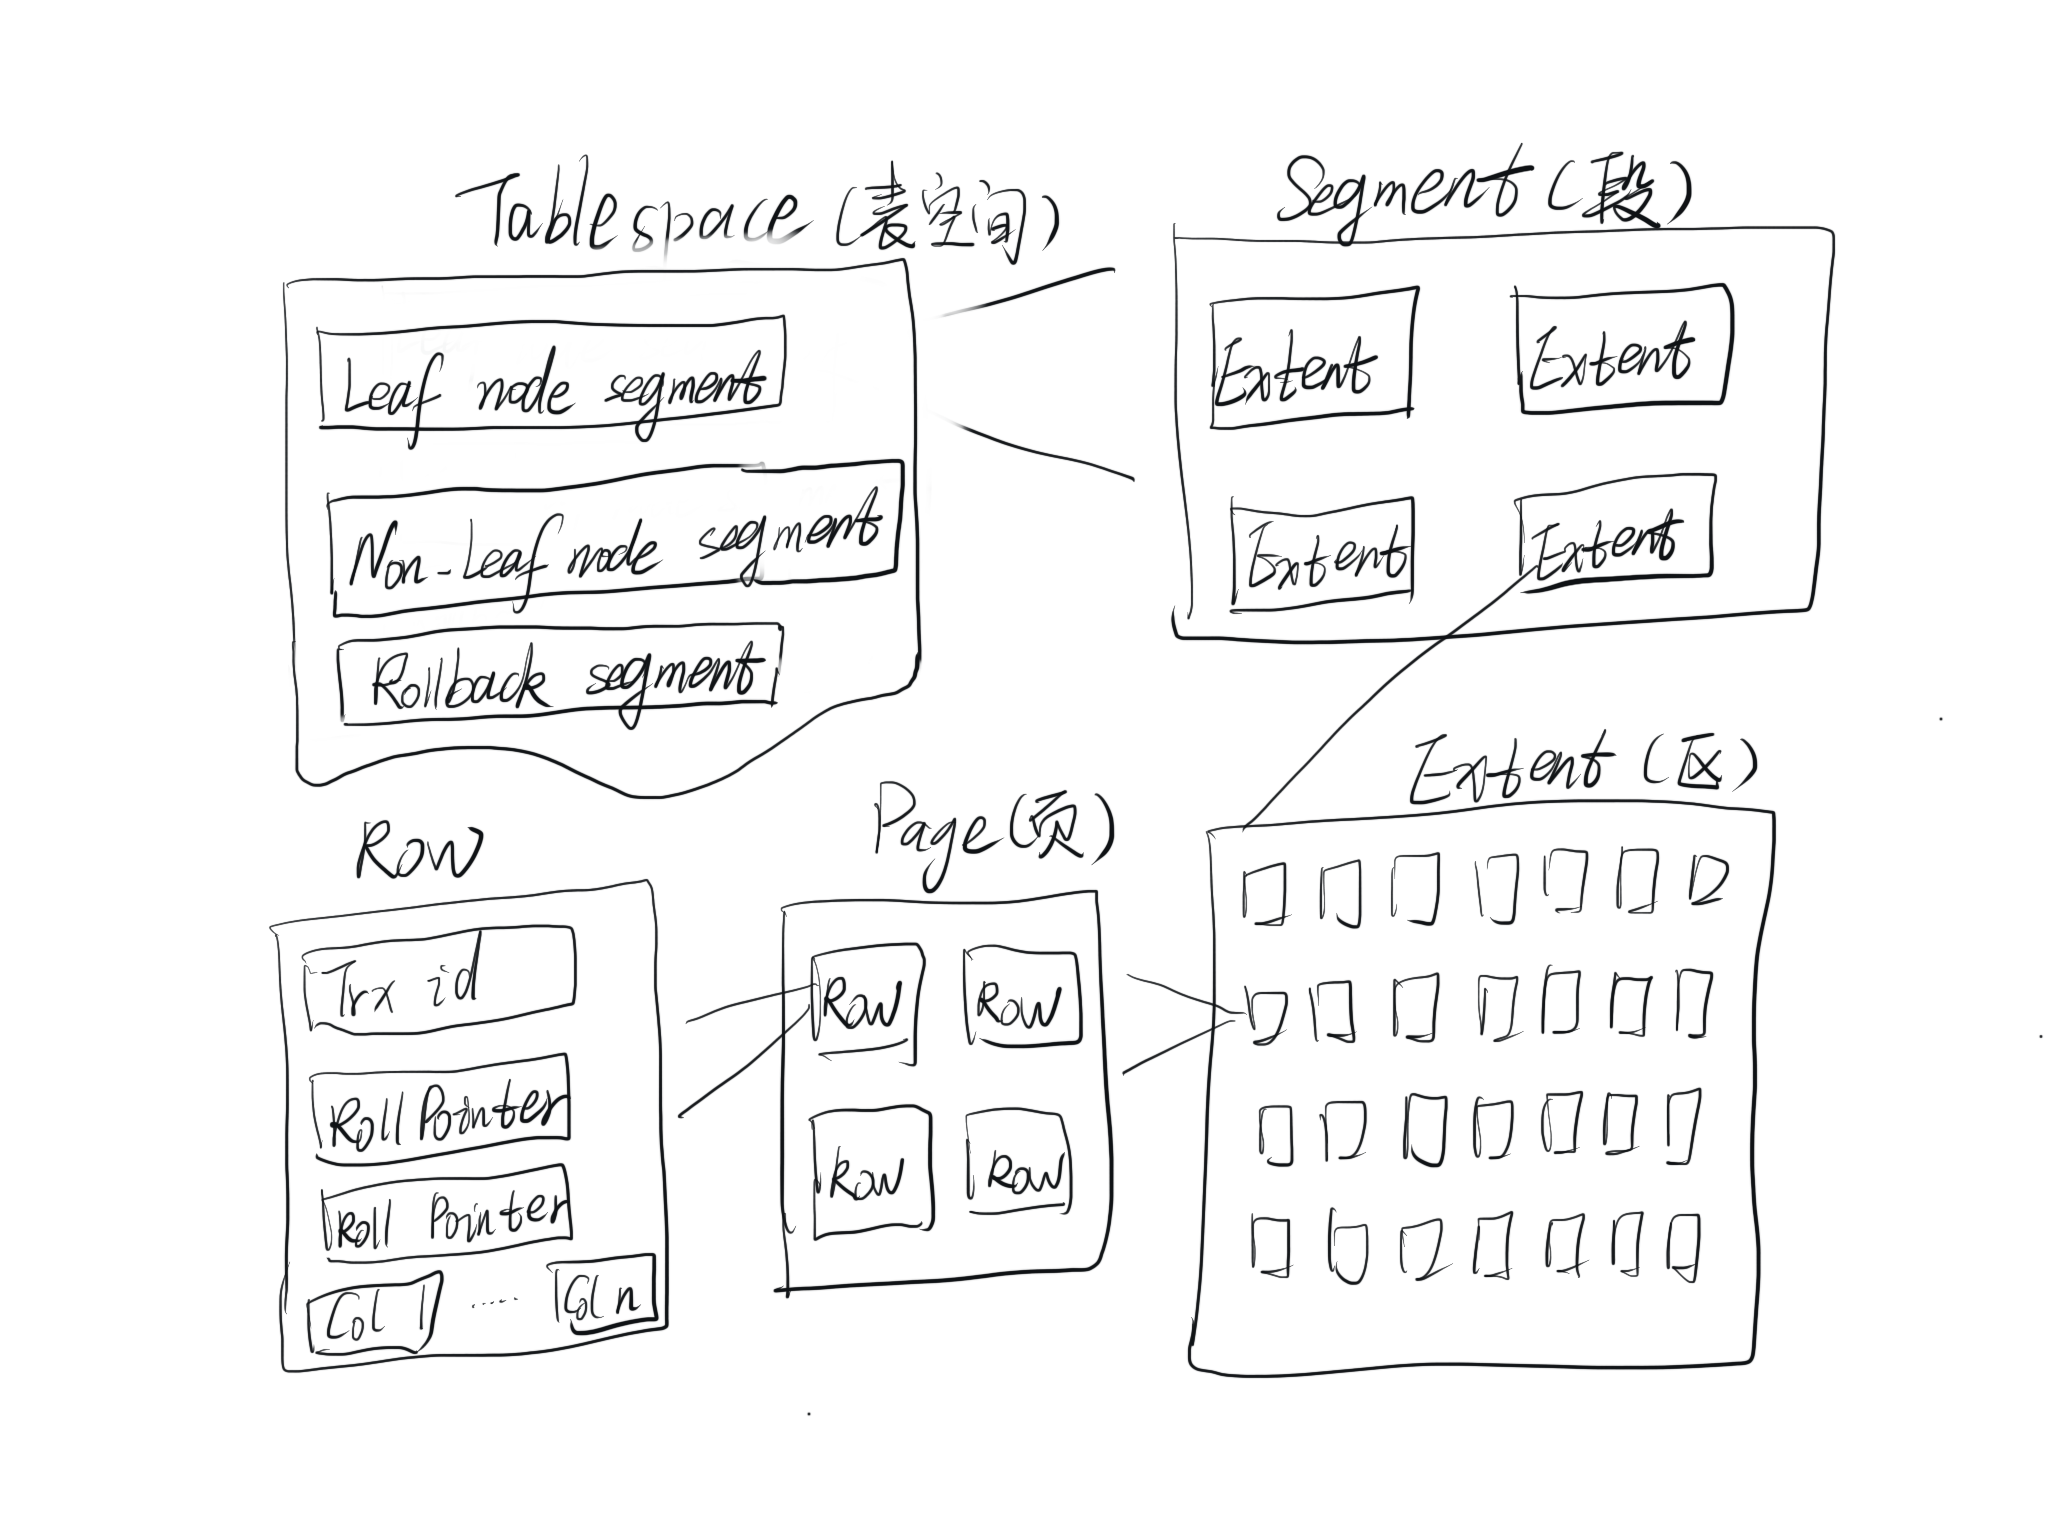 Tablespace (表空间)
Leaf node segment
Non-Leaf node segment
Rollback segment
Segment (段)
Extent
Extent
Extent
Extent
Row
Trx id
Roll Pointer
Roll Pointer
Col 1 ...... Col n
Page (页)
Row
Row
Row
Row
Extent (区)